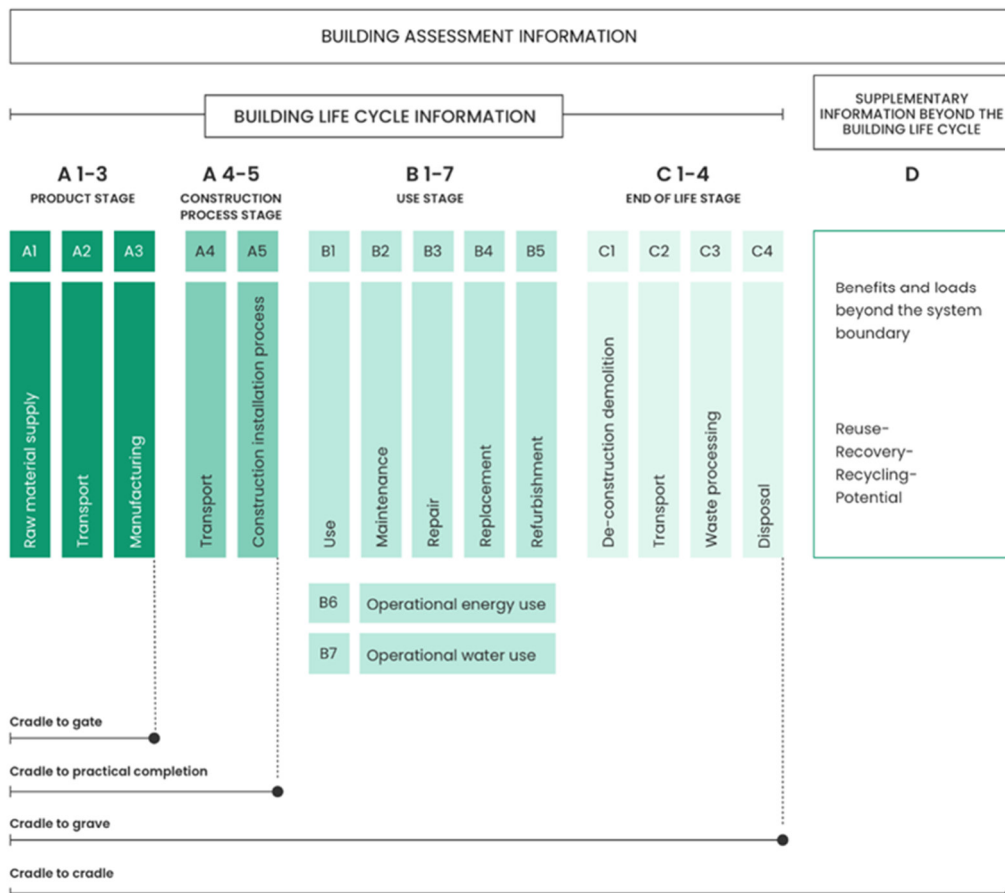 BUILDING ASSESSMENT INFORMATION
BUILDING LIFE CYCLE INFORMATION
SUPPLEMENTARY
INFORMATION BEYOND THE
BUILDING LIFE CYCLE
A 1-3
PRODUCT STAGE
A 4-5
CONSTRUCTION
PROCESS STAGE
B 1-7
USE STAGE
C 1-4
END OF LIFE STAGE
D
A1
A2
A3
A4
A5
B1
B2
B3
B4
B5
C1
C2
C3
C4
Raw material supply
Transport
Manufacturing
Transport
Construction installation process
Use
Maintenance
Repair
Replacement
Refurbishment
De-construction demolition
Transport
Waste processing
Disposal
Benefits and loads
beyond the system
boundary
Reuse-
Recovery-
Recycling-
Potential
B6
Operational energy use
B7
Operational water use
Cradle to gate
Cradle to practical completion
Cradle to grave
Cradle to cradle